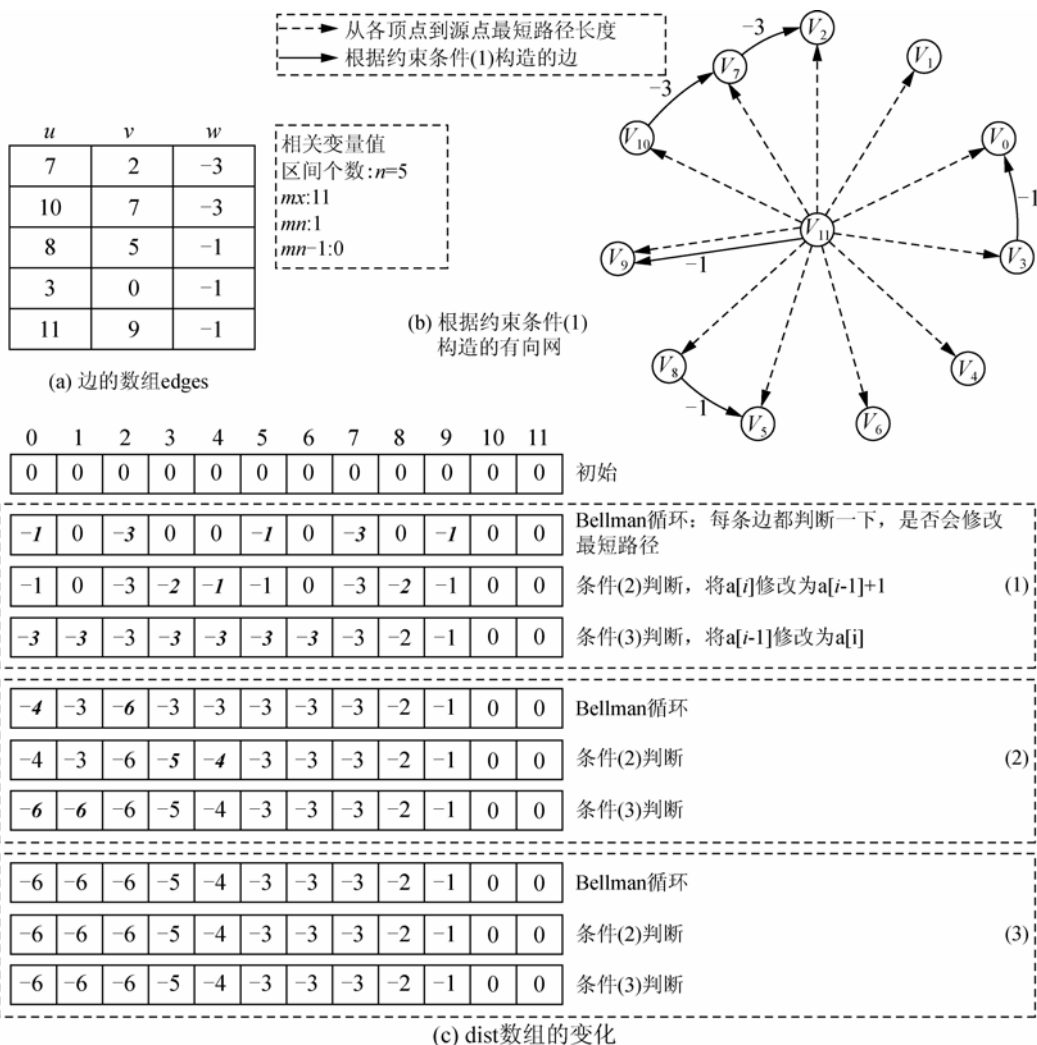 从各顶点到源点最短路径长度
根据约束条件(1)构造的边
u v w
7 2 −3
10 7 −3
8 5 −1
3 0 −1
11 9 −1
(a) 边的数组edges
相关变量值
区间个数:n=5
mx:11
mn:1
mn−1:0
V2
V1
V7
V10
V0
V11
V9
V3
V8
V4
V5
V6
−3
−3
−1
−1
−1
(b) 根据约束条件(1)
构造的有向网
0 1 2 3 4 5 6 7 8 9 10 11
0 0 0 0 0 0 0 0 0 0 0 0 初始
−1 0 −3 0 0 −1 0 −3 0 −1 0 0 Bellman循环：每条边都判断一下，是否会修改
最短路径
−1 0 −3 −2 −1 −1 0 −3 −2 −1 0 0 条件(2)判断，将a[i]修改为a[i-1]+1 (1)
−3 −3 −3 −3 −3 −3 −3 −3 −2 −1 0 0 条件(3)判断，将a[i-1]修改为a[i]
−4 −3 −6 −3 −3 −3 −3 −3 −2 −1 0 0 Bellman循环
−4 −3 −6 −5 −4 −3 −3 −3 −2 −1 0 0 条件(2)判断 (2)
−6 −6 −6 −5 −4 −3 −3 −3 −2 −1 0 0 条件(3)判断
−6 −6 −6 −5 −4 −3 −3 −3 −2 −1 0 0 Bellman循环
−6 −6 −6 −5 −4 −3 −3 −3 −2 −1 0 0 条件(2)判断 (3)
−6 −6 −6 −5 −4 −3 −3 −3 −2 −1 0 0 条件(3)判断
(c) dist数组的变化